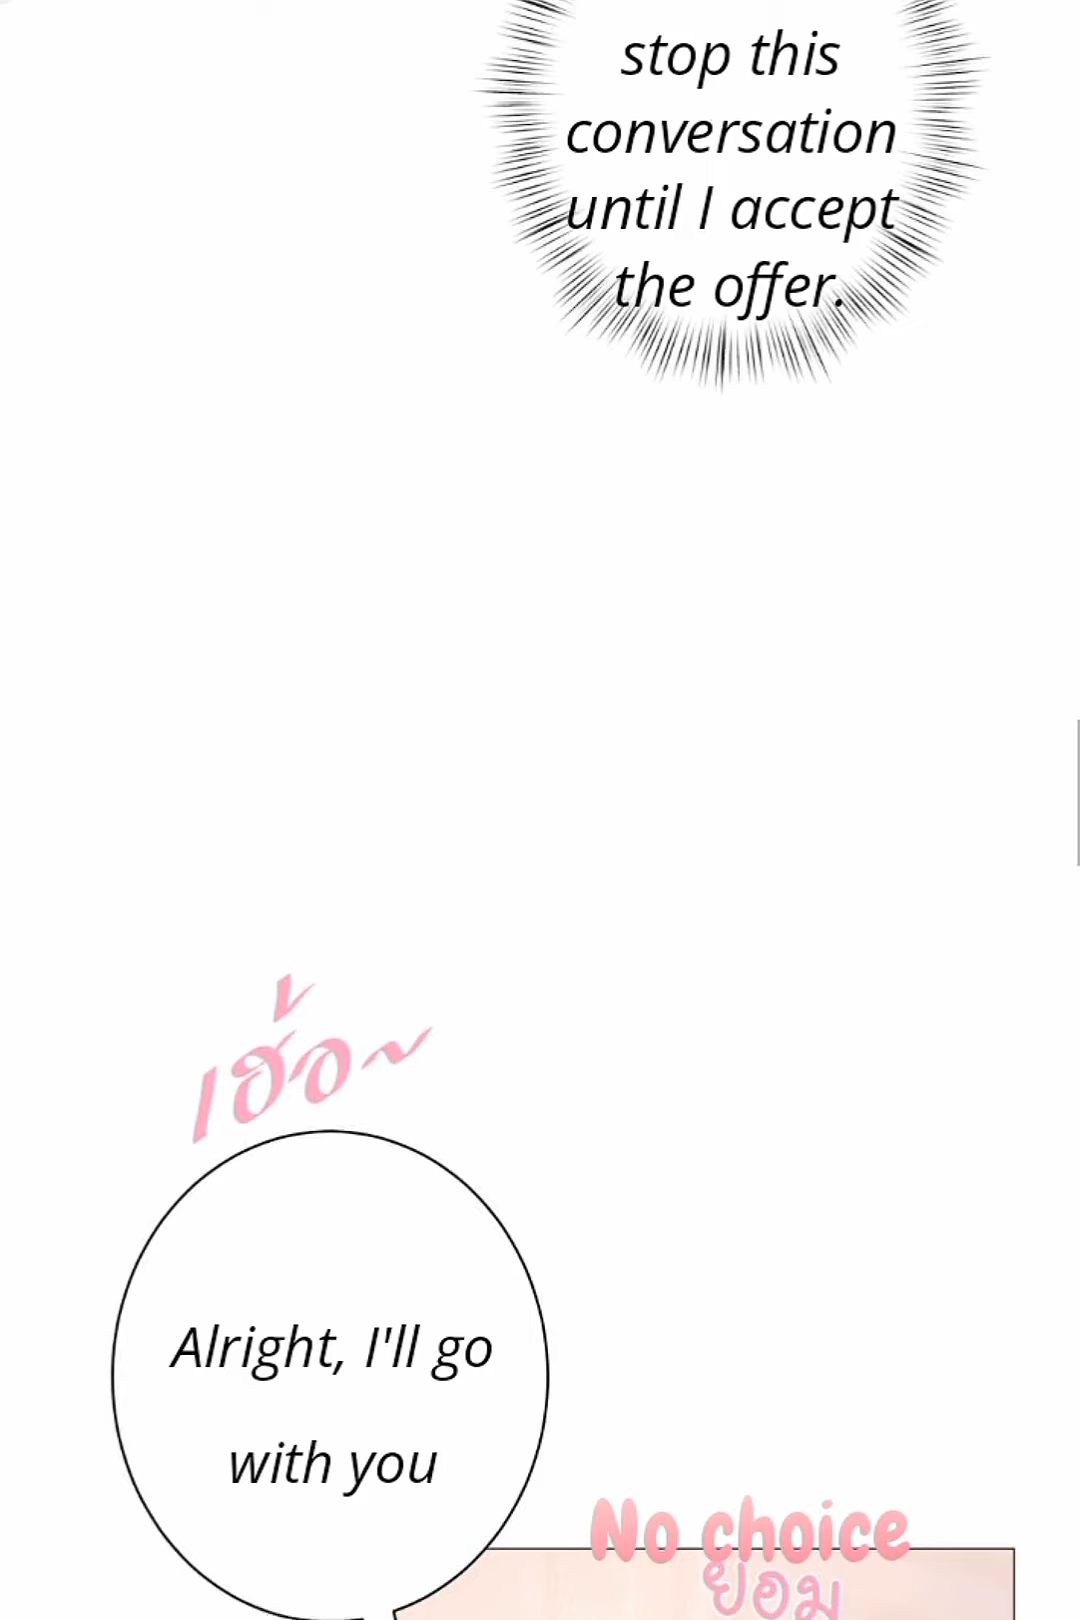 stop this
conversation
until I accept
the offer.
เฮ้อ~
Alright, I'll go
with you
No choice
ยอม